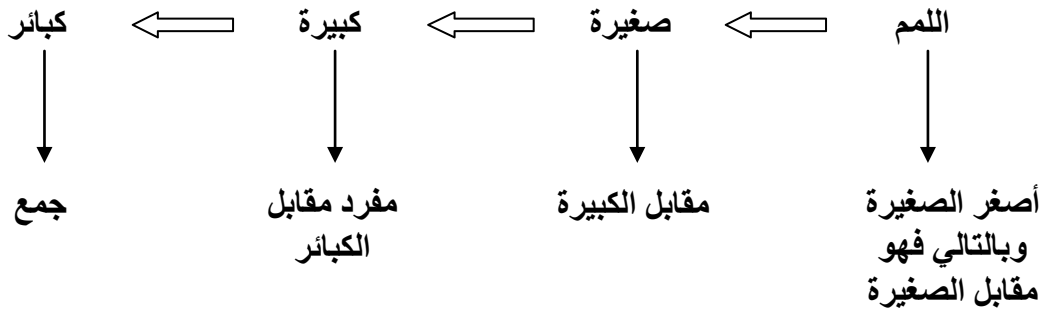 اللمم
صغيرة
كبيرة
كبائر
أصغر الصغيرة
وبالتالي فهو
مقابل الصغيرة
مقابل الكبيرة
مفرد مقابل
الكبائر
جمع